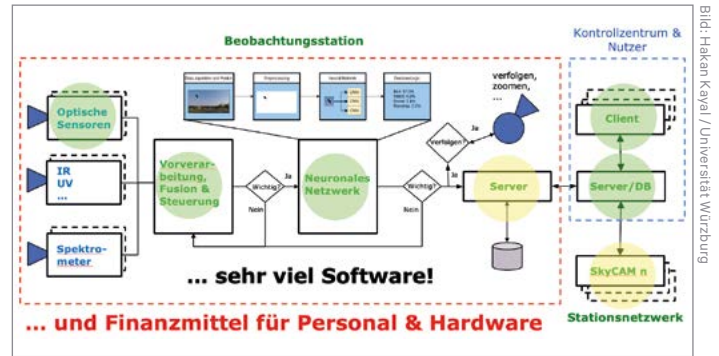 Beobachtungsstation
Kontrollzentrum &
Nutzer
Optische
Sensoren
IR
UV
...
Spektro-
meter
Vorverar-
beitung,
Fusion &
Steuerung
Wichtig?
Ja
Nein
Neuronales
Netzwerk
Wichtig?
Ja
Nein
Verfolgen?
Ja
verfolgen,
zoomen,
...
Server
Client
Server/DB
SkyCAM n
Stationsnetzwerk
... sehr viel Software!
... und Finanzmittel für Personal & Hardware
Bild: Hakan Kayal / Universität Würzburg